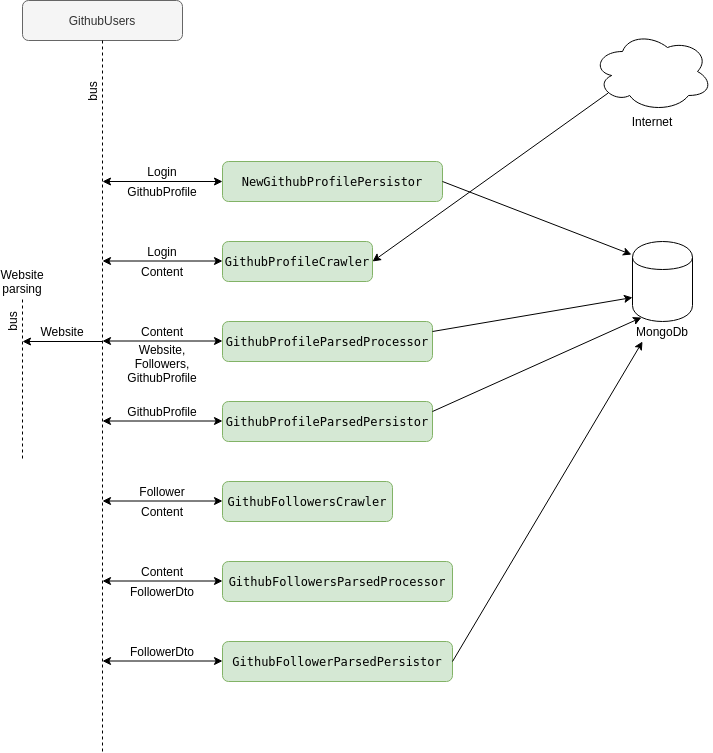 GithubUsers
bus
Internet
Login
GithubProfile
NewGithubProfilePersistor
Login
Content
GithubProfileCrawler
Website
parsing
bus
Website
Content
Website,
Followers,
GithubProfile
GithubProfileParsedProcessor
MongoDb
GithubProfile
GithubProfileParsedPersistor
Follower
Content
GithubFollowersCrawler
Content
FollowerDto
GithubFollowersParsedProcessor
FollowerDto
GithubFollowerParsedPersistor